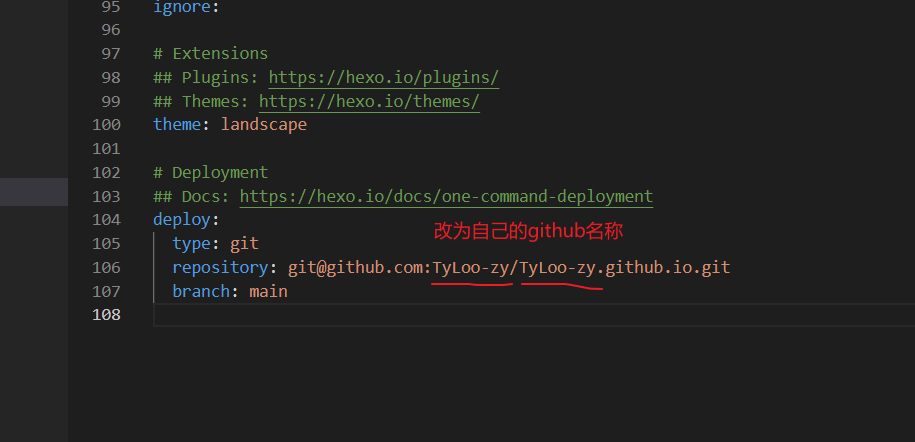 95 ignore:
96
97 # Extensions
98 ## Plugins: https://hexo.io/plugins/
99 ## Themes: https://hexo.io/themes/
100 theme: landscape
101
102 # Deployment
103 ## Docs: https://hexo.io/docs/one-command-deployment
104 deploy:
改为自己的github名称
105 type: git
106 repository: git@github.com:TyLoo-zy/TyLoo-zy.github.io.git
107 branch: main
108